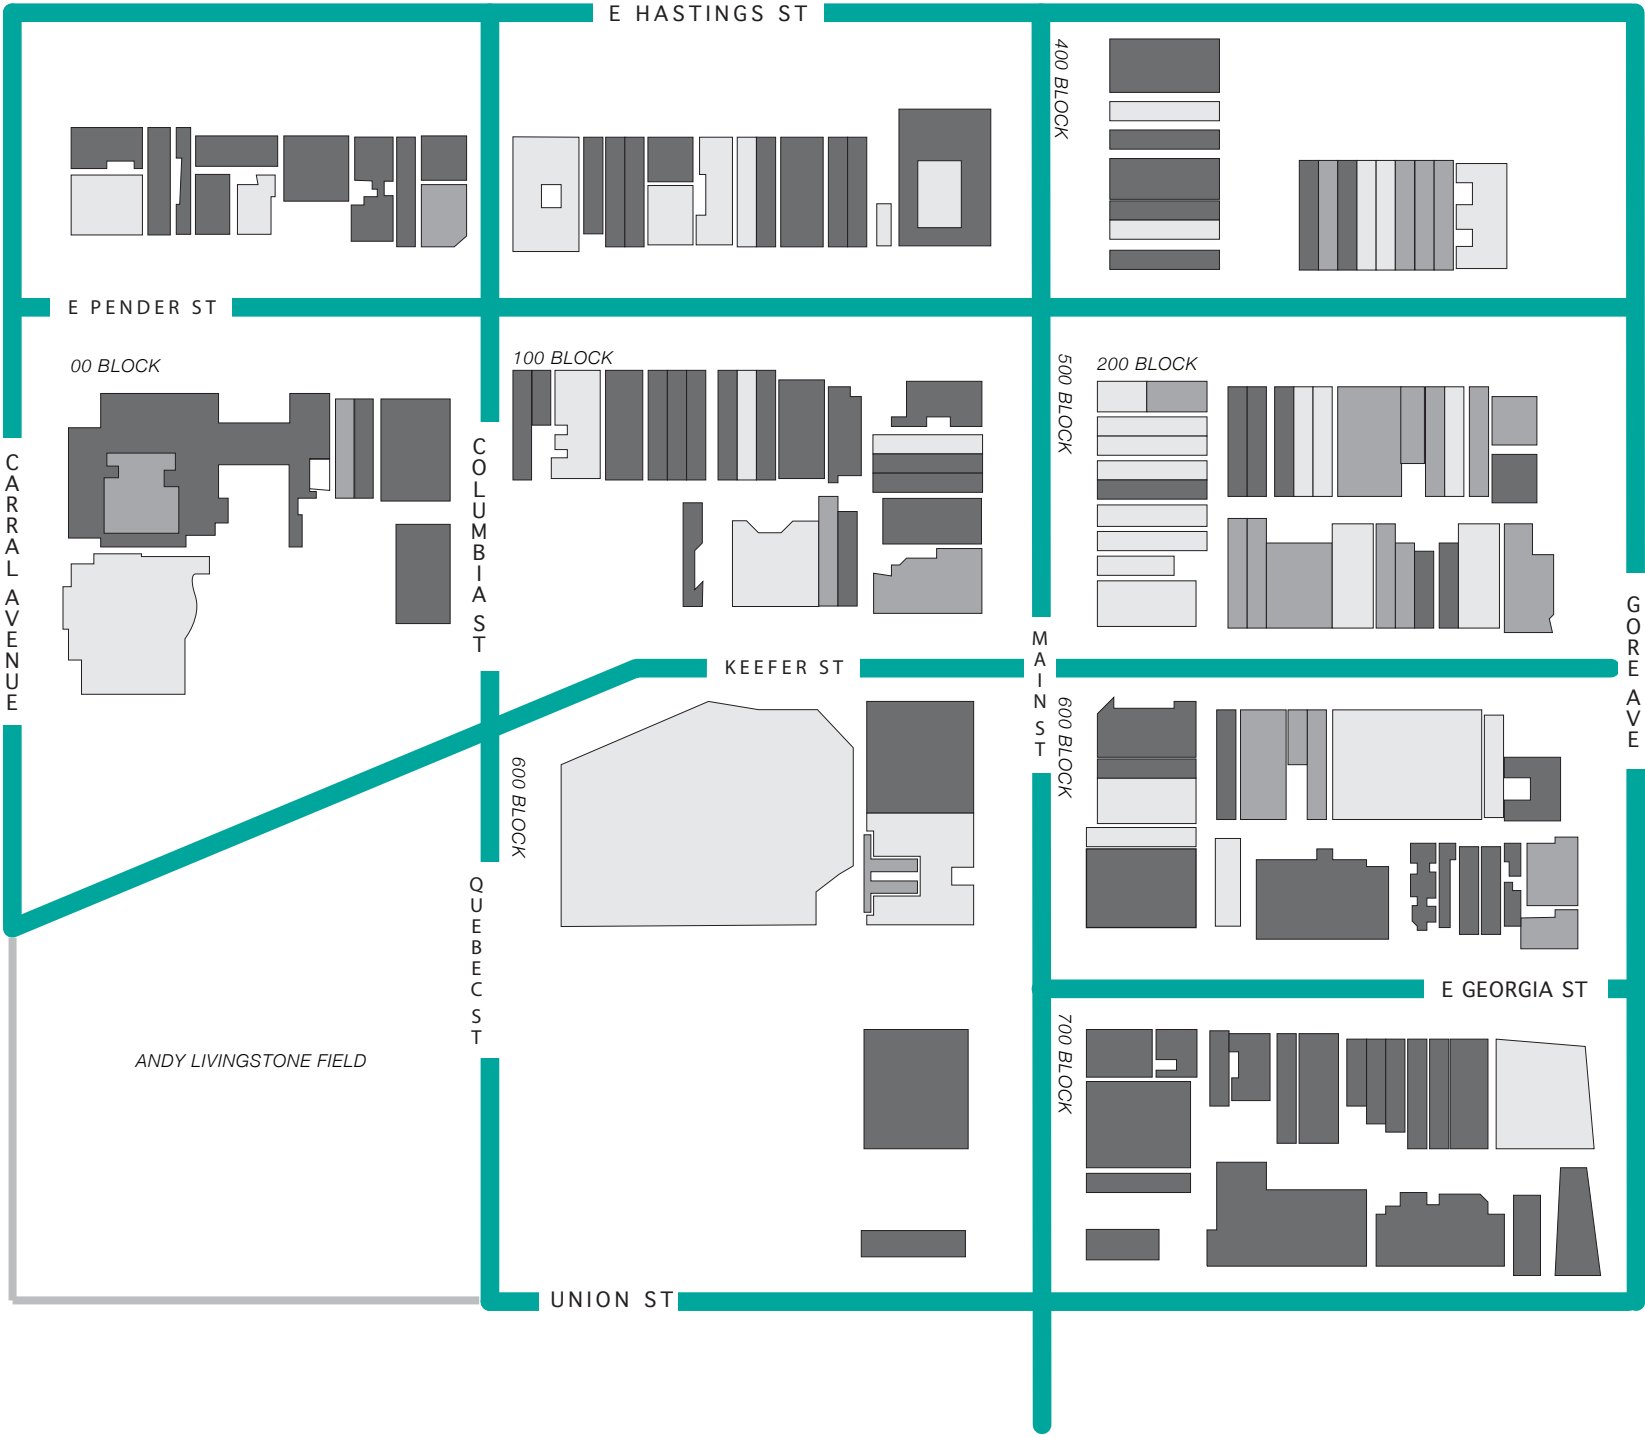 E HASTINGS ST
400 BLOCK
E PENDER ST
00 BLOCK
100 BLOCK
500 BLOCK
200 BLOCK
CARRAL AVENUE
COLUMBIA ST
GORE AVE
MAIN ST
KEEFER ST
600 BLOCK
600 BLOCK
QUEBEC ST
E GEORGIA ST
700 BLOCK
ANDY LIVINGSTONE FIELD
UNION ST